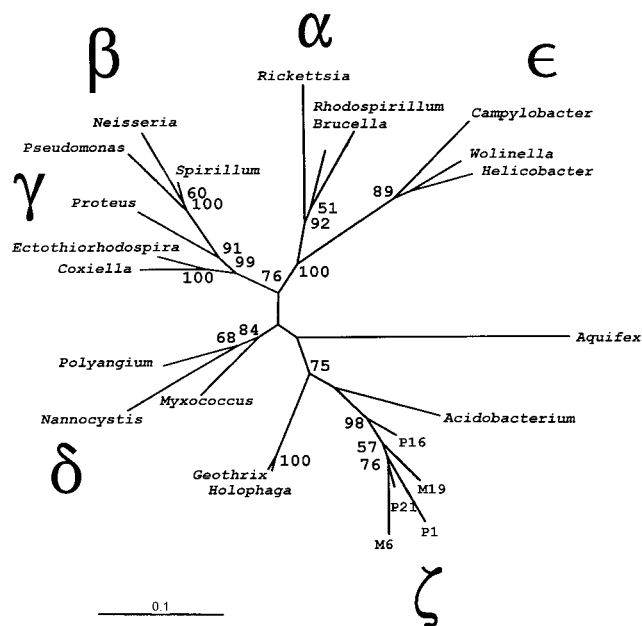 α
β
ϵ
Rickettsia
Rhodospirillum
Brucella
Campylobacter
Neisseria
Pseudomonas
Spirillum
Wolinella
Helicobacter
γ
60
100
89
Proteus
51
92
91
99
Ectothiorhodospira
Coxiella
100
76
100
84
68
Aquifex
Polyangium
75
Myxococcus
Nannocystis
Acidobacterium
98
P16
57
δ
100
76
Geothrix
Holophaga
M19
P21
P1
M6
ζ
0.1